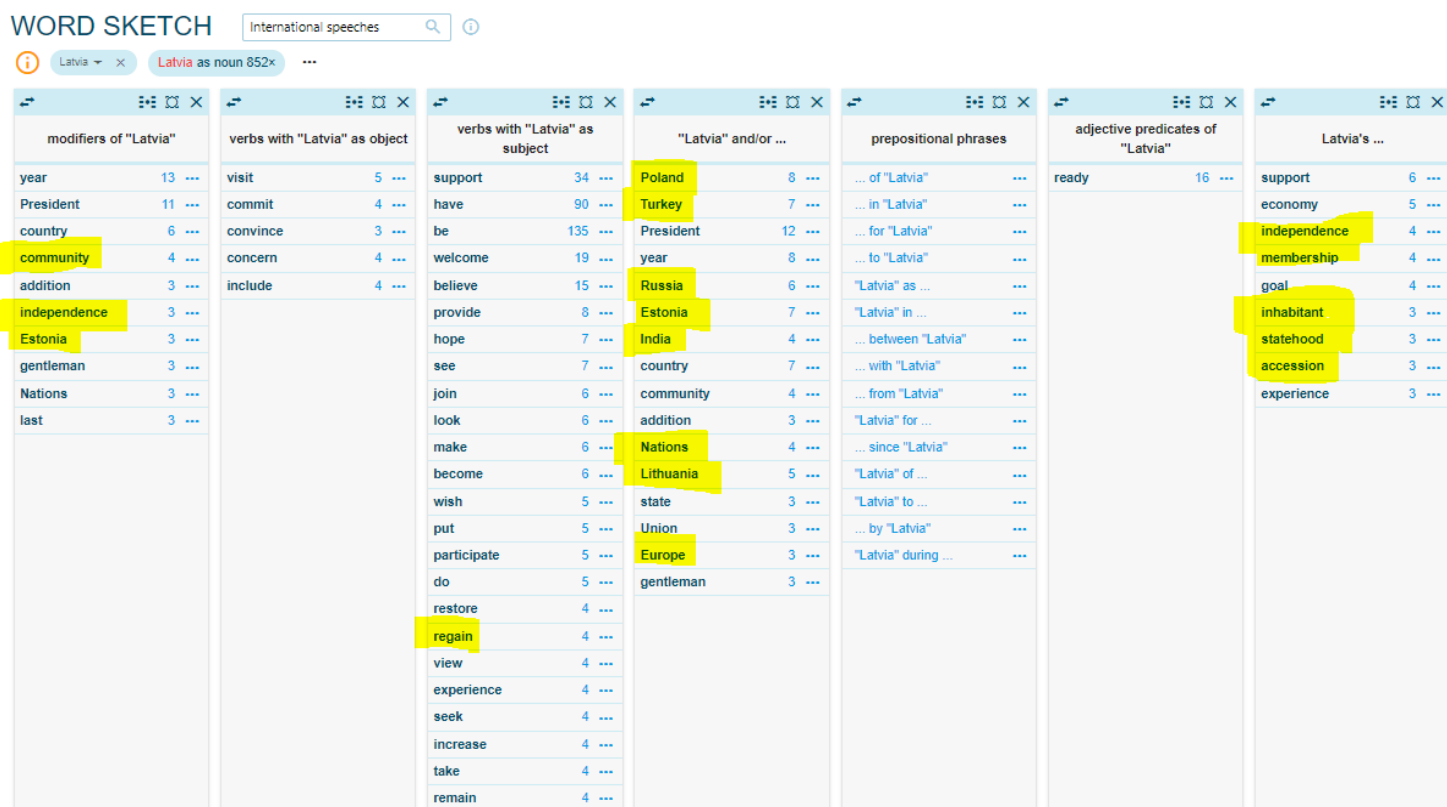 WORD SKETCH
International speeches
Latvia
Latvia as noun 852×
modifiers of "Latvia"
year 13
President 11
country 6
community 4
addition 3
independence 3
Estonia 3
gentleman 3
Nations 3
last 3
verbs with "Latvia" as object
visit 5
commit 4
convince 3
concern 4
include 4
verbs with "Latvia" as
subject
support 34
have 90
be 135
welcome 19
believe 15
provide 8
hope 7
see 7
join 6
look 6
make 6
become 6
wish 5
put 5
participate 5
do 5
restore 4
regain 4
view 4
experience 4
seek 4
increase 4
take 4
remain 4
"Latvia" and/or ...
Poland 8
Turkey 7
President 12
year 8
Russia 6
Estonia 7
India 4
country 7
community 4
addition 3
Nations 4
Lithuania 5
state 3
Union 3
Europe 3
gentleman 3
prepositional phrases
... of "Latvia"
... in "Latvia"
... for "Latvia"
... to "Latvia"
"Latvia" as ...
"Latvia" in ...
... between "Latvia"
... with "Latvia"
... from "Latvia"
"Latvia" for ...
... since "Latvia"
"Latvia" of ...
"Latvia" to ...
... by "Latvia"
"Latvia" during ...
adjective predicates of
"Latvia"
ready 16
Latvia's ...
support 6
economy 5
independence 4
membership 4
goal 4
inhabitant 3
statehood 3
accession 3
experience 3